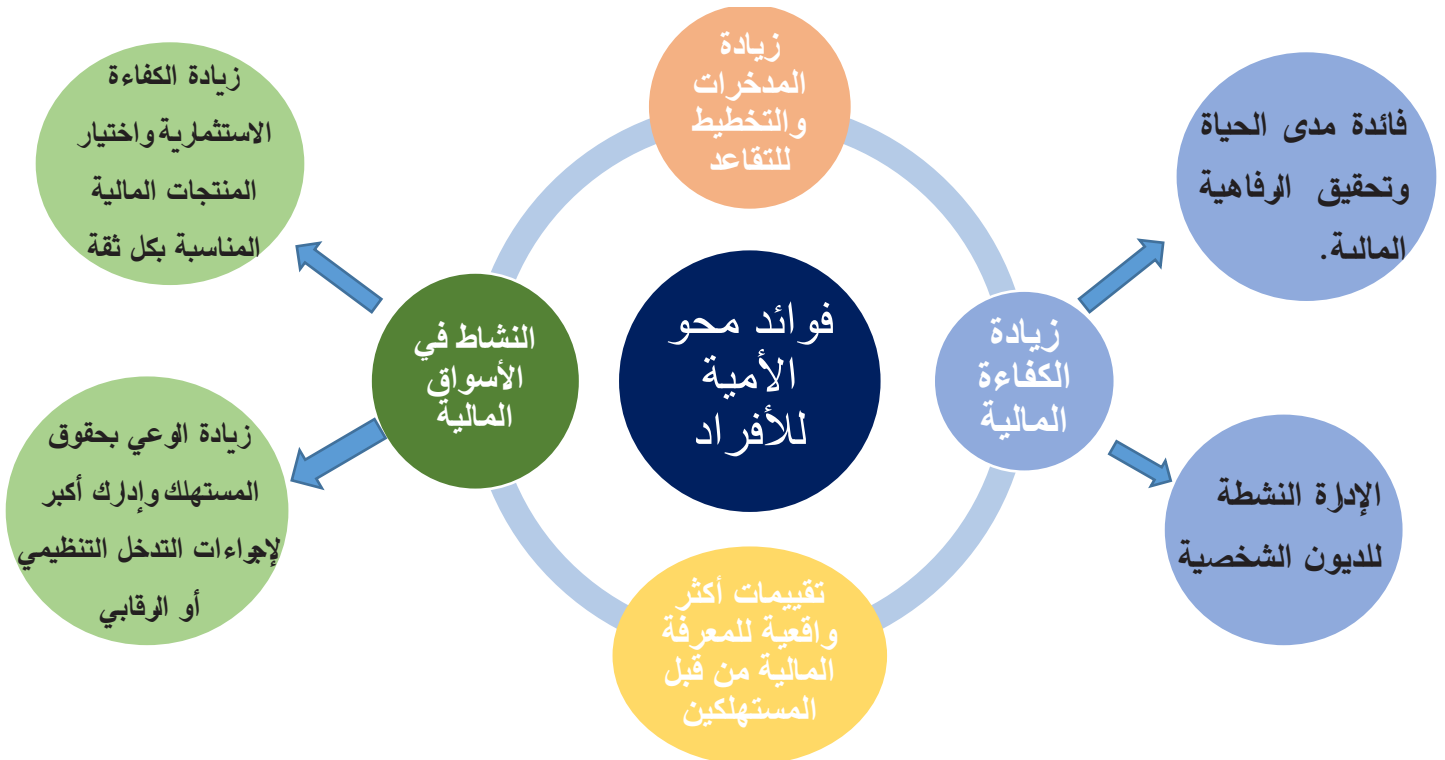 زيادة
المدخرات
والتخطيط
للتقاعد
فائدة مدى الحياة
وتحقيق الرفاهية
المالية.
زيادة الكفاءة
الاستثمارية واختيار
المنتجات المالية
المناسبة بكل ثقة
فوائد محو
الأمية
للأفراد
زيادة
الكفاءة
المالية
النشاط في
الأسواق
المالية
الإدارة النشطة
للديون الشخصية
زيادة الوعي بحقوق
المستهلك وإدارك أكبر
لإجراءات التدخل التنظيمي
أو الرقابي
تقييمات أكثر
واقعية للمعرفة
المالية من قبل
المستهلكين